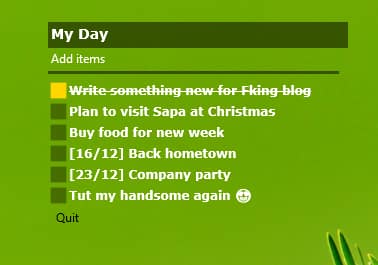 My Day
Add items
Write something new for Fking blog
Plan to visit Sapa at Christmas
Buy food for new week
[16/12] Back hometown
[23/12] Company party
Tut my handsome again 🤩
Quit